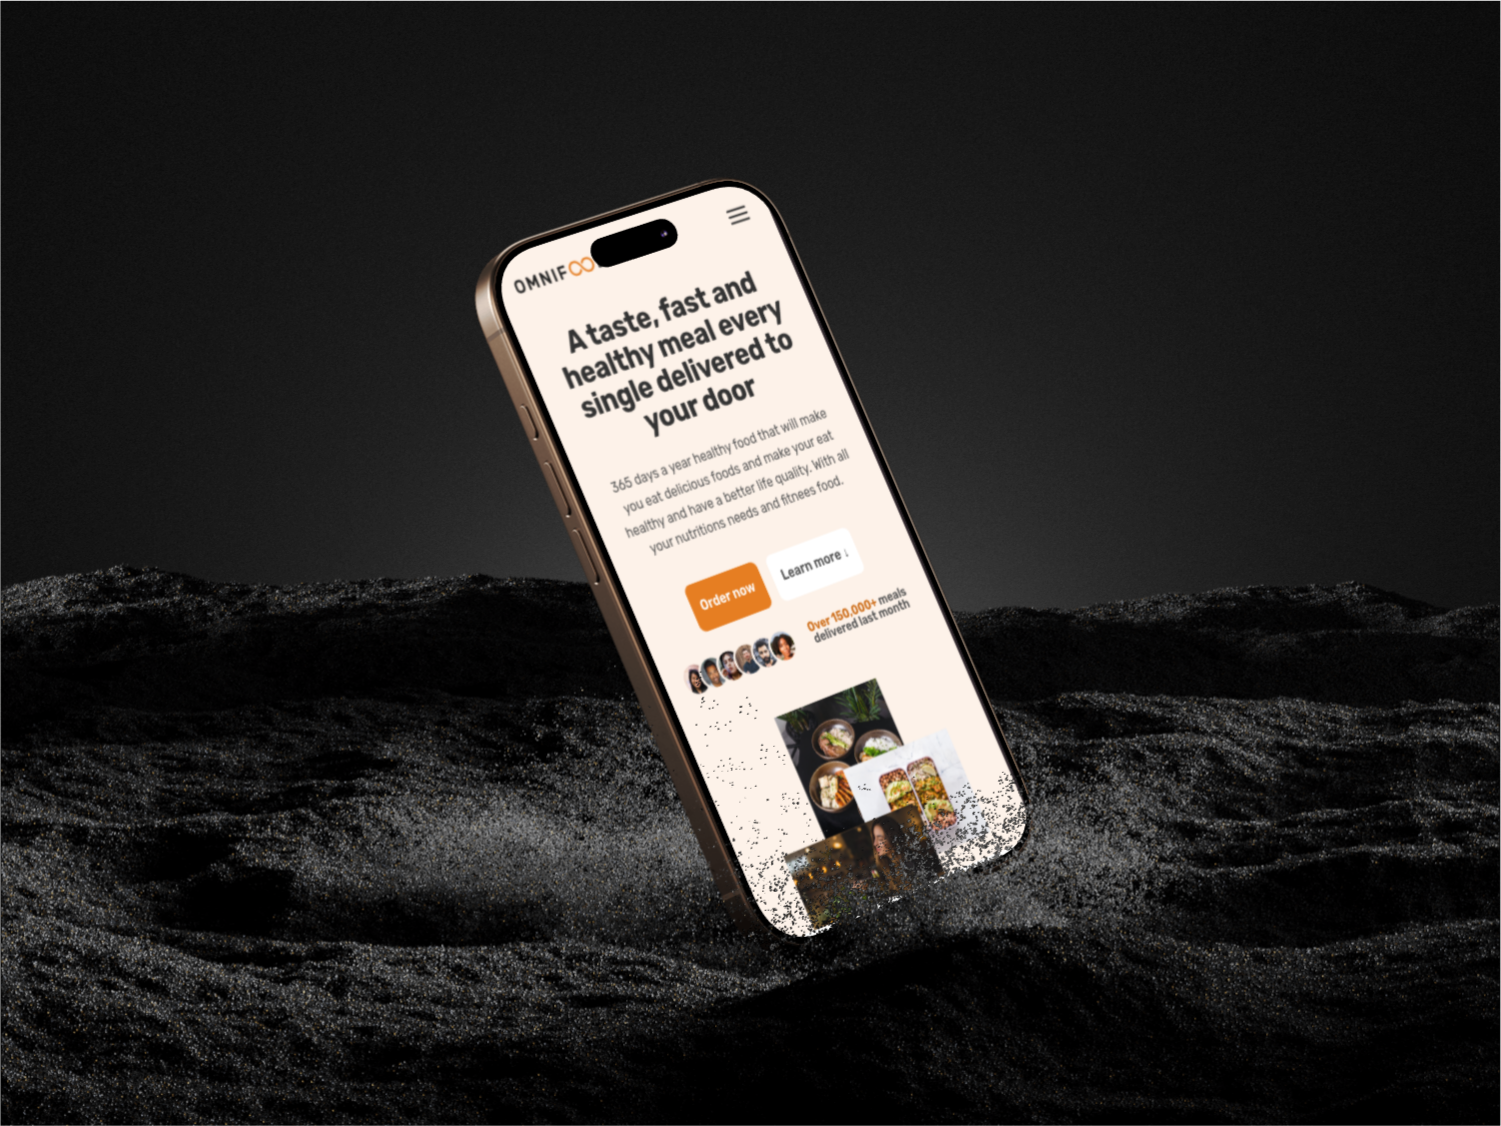 OMNIFOO
A taste, fast and
healthy meal every
single delivered to
your door
365 days a year healthy food that will make
you eat delicious foods and make your eat
healthy and have a better life quality. With all
your nutritions needs and fitnees food.
Order now
Learn more ↓
Over 150,000+ meals
delivered last month